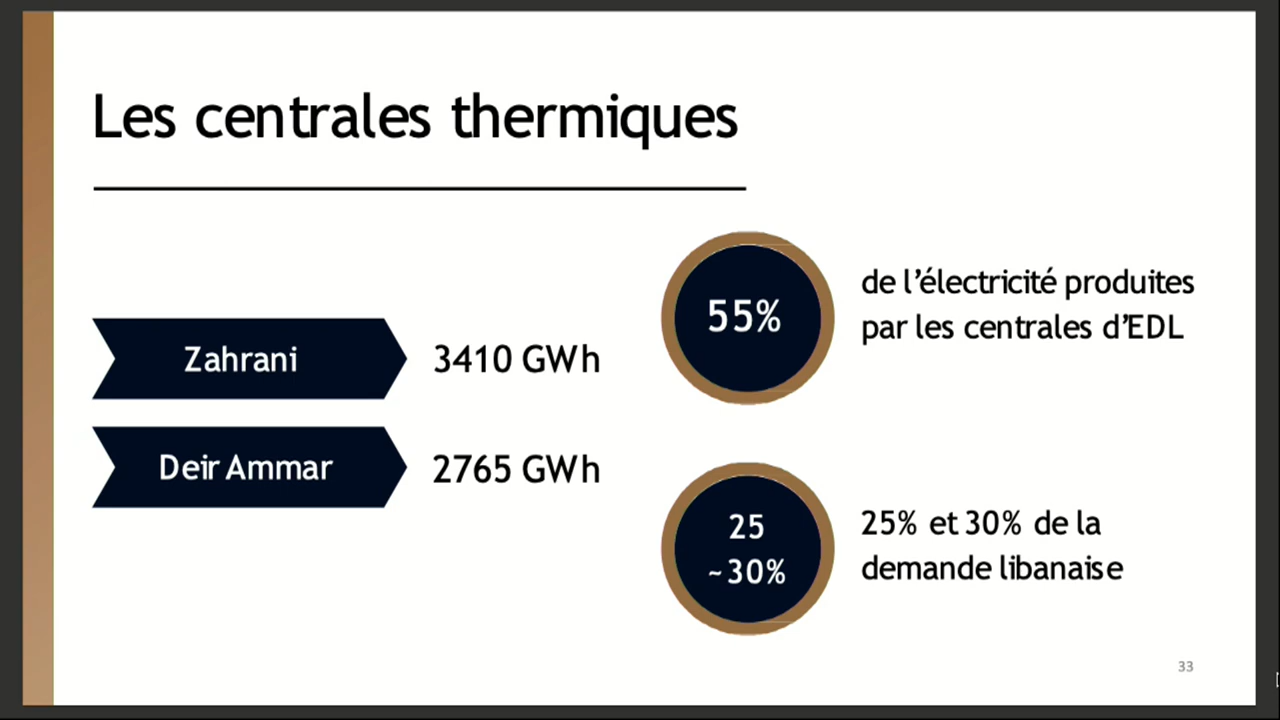 Les centrales thermiques
Zahrani
3410 GWh
Deir Ammar
2765 GWh
55%
de l’électricité produites
par les centrales d’EDL
25
~30%
25% et 30% de la
demande libanaise
33